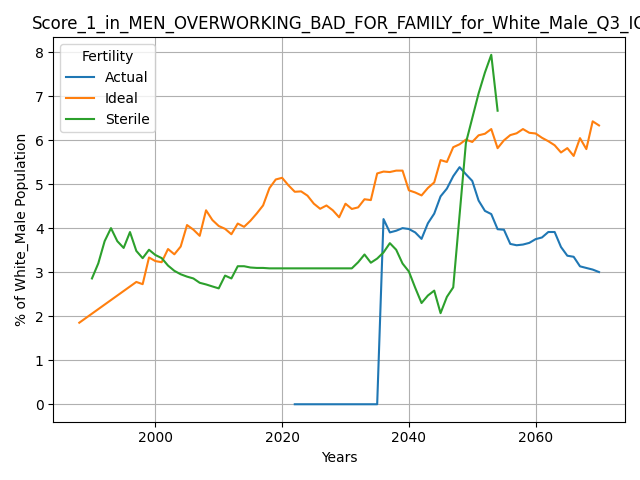 Score_1_in_MEN_OVERWORKING_BAD_FOR_FAMILY_for_White_Male_Q3_IQ
Fertility
Actual
Ideal
Sterile
% of White_Male Population
8
7
6
5
4
3
2
1
0
2000 2020 2040 2060
Years